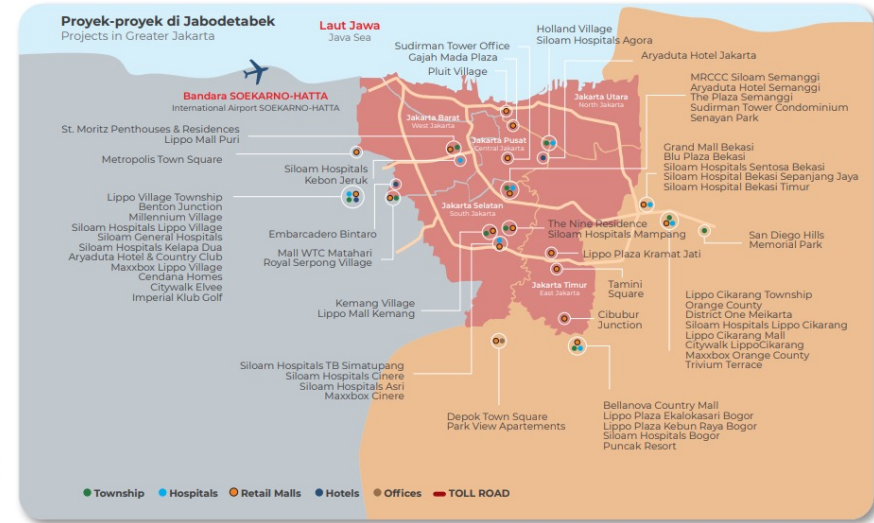 Proyek-proyek di Jabodetabek
Projects in Greater Jakarta
Laut Jawa
Java Sea
Bandara SOEKARNO-HATTA
International Airport SOEKARNO-HATTA
Sudirman Tower Office
Gajah Mada Plaza
Pluit Village
Holland Village
Siloam Hospitals Agora
Aryaduta Hotel Jakarta
MRCCC Siloam Semanggi
Aryaduta Hotel Semanggi
The Plaza Semanggi
Sudirman Tower Condominium
Senayan Park
Jakarta Utara
North Jakarta
Jakarta Barat
West Jakarta
Jakarta Pusat
Central Jakarta
St. Moritz Penthouses & Residences
Lippo Mall Puri
Metropolis Town Square
Siloam Hospitals
Kebon Jeruk
Grand Mall Bekasi
Blu Plaza Bekasi
Siloam Hospitals Sentosa Bekasi
Siloam Hospital Bekasi Sepanjang Jaya
Siloam Hospital Bekasi Timur
Lippo Village Township
Benton Junction
Millennium Village
Siloam Hospitals Lippo Village
Siloam General Hospitals
Siloam Hospitals Kelapa Dua
Aryaduta Hotel & Country Club
Maxxbox Lippo Village
Cendana Homes
Citywalk Elvee
Imperial Klub Golf
Embarcadero Bintaro
Mall WTC Matahari
Royal Serpong Village
Jakarta Selatan
South Jakarta
The Nine Residence
Siloam Hospitals Mampang
San Diego Hills
Memorial Park
Lippo Plaza Kramat Jati
Jakarta Timur
East Jakarta
Tamini
Square
Kemang Village
Lippo Mall Kemang
Cibubur
Junction
Lippo Cikarang Township
Orange County
District One Meikarta
Siloam Hospitals Lippo Cikarang
Lippo Cikarang Mall
Citywalk LippoCikarang
Maxxbox Orange County
Trivium Terrace
Siloam Hospitals TB Simatupang
Siloam Hospitals Cinere
Siloam Hospitals Asri
Maxxbox Cinere
Depok Town Square
Park View Apartements
Bellanova Country Mall
Lippo Plaza Ekalokasari Bogor
Lippo Plaza Kebun Raya Bogor
Siloam Hospitals Bogor
Puncak Resort
Township
Hospitals
Retail Malls
Hotels
Offices
TOLL ROAD